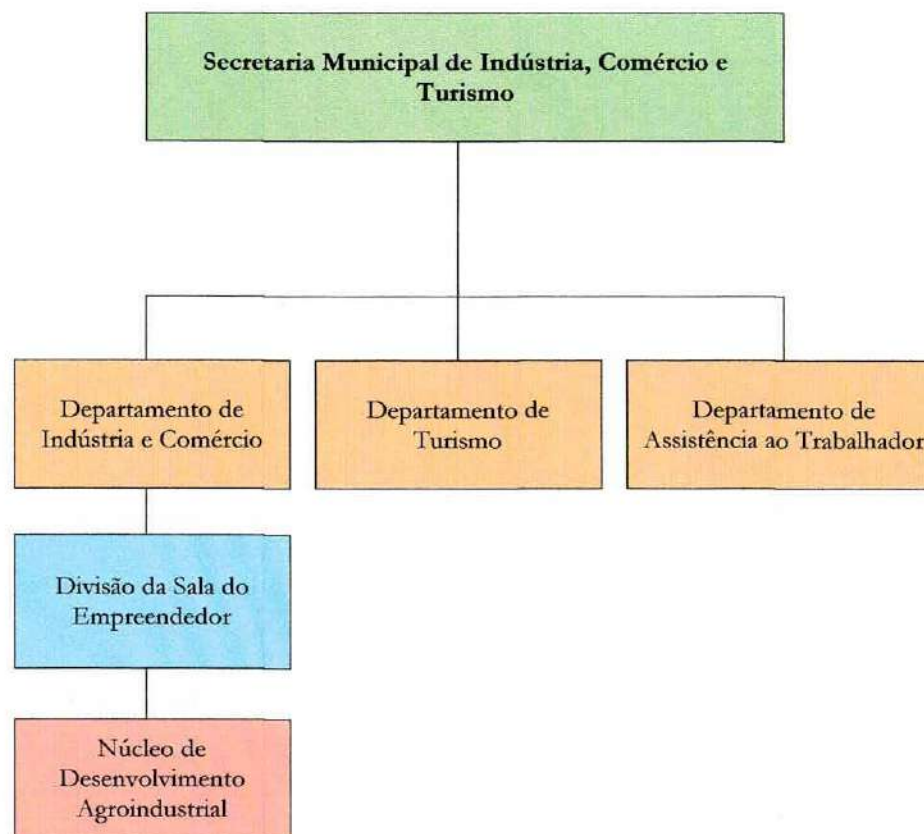 Secretaria Municipal de Indústria, Comércio e
Turismo
Departamento de
Indústria e Comércio
Departamento de
Turismo
Departamento de
Assistência ao Trabalhador
Divisão da Sala do
Empreendedor
Núcleo de
Desenvolvimento
Agroindustrial